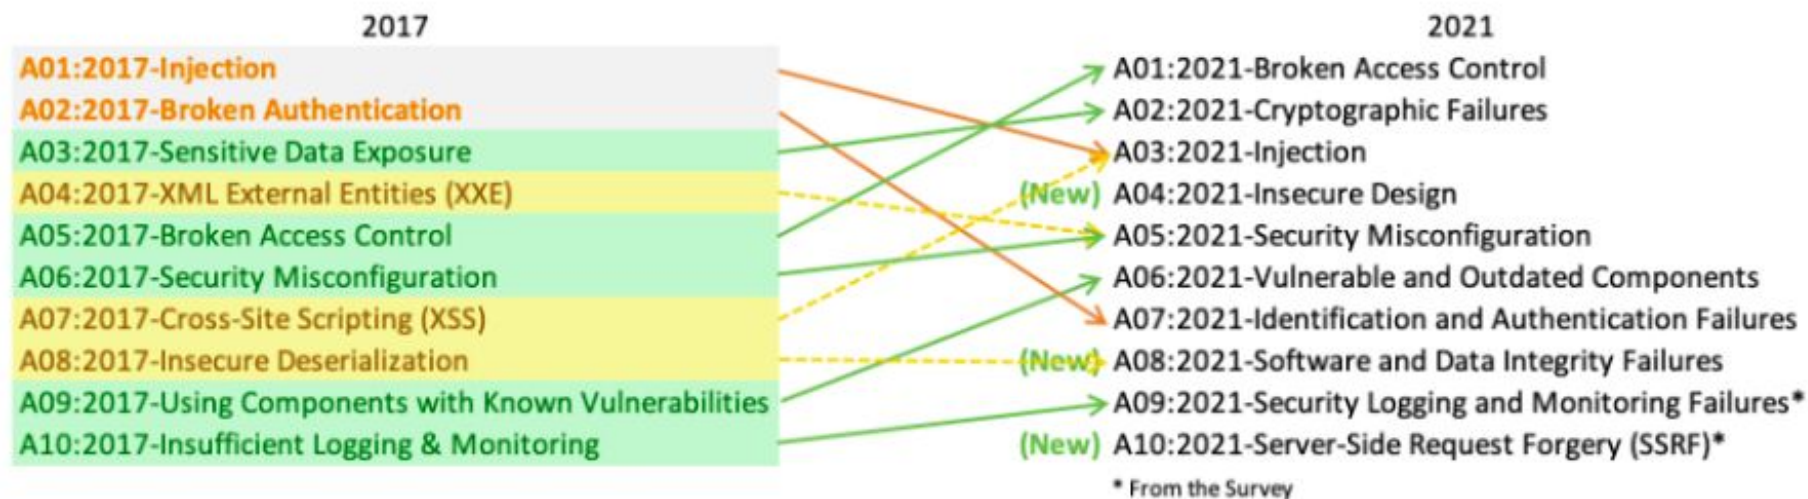 2017
A01:2017-Injection
A02:2017-Broken Authentication
A03:2017-Sensitive Data Exposure
A04:2017-XML External Entities (XXE)
A05:2017-Broken Access Control
A06:2017-Security Misconfiguration
A07:2017-Cross-Site Scripting (XSS)
A08:2017-Insecure Deserialization
A09:2017-Using Components with Known Vulnerabilities
A10:2017-Insufficient Logging & Monitoring
2021
A01:2021-Broken Access Control
A02:2021-Cryptographic Failures
A03:2021-Injection
(New) A04:2021-Insecure Design
A05:2021-Security Misconfiguration
A06:2021-Vulnerable and Outdated Components
A07:2021-Identification and Authentication Failures
(New) A08:2021-Software and Data Integrity Failures
A09:2021-Security Logging and Monitoring Failures*
(New) A10:2021-Server-Side Request Forgery (SSRF)*
* From the Survey